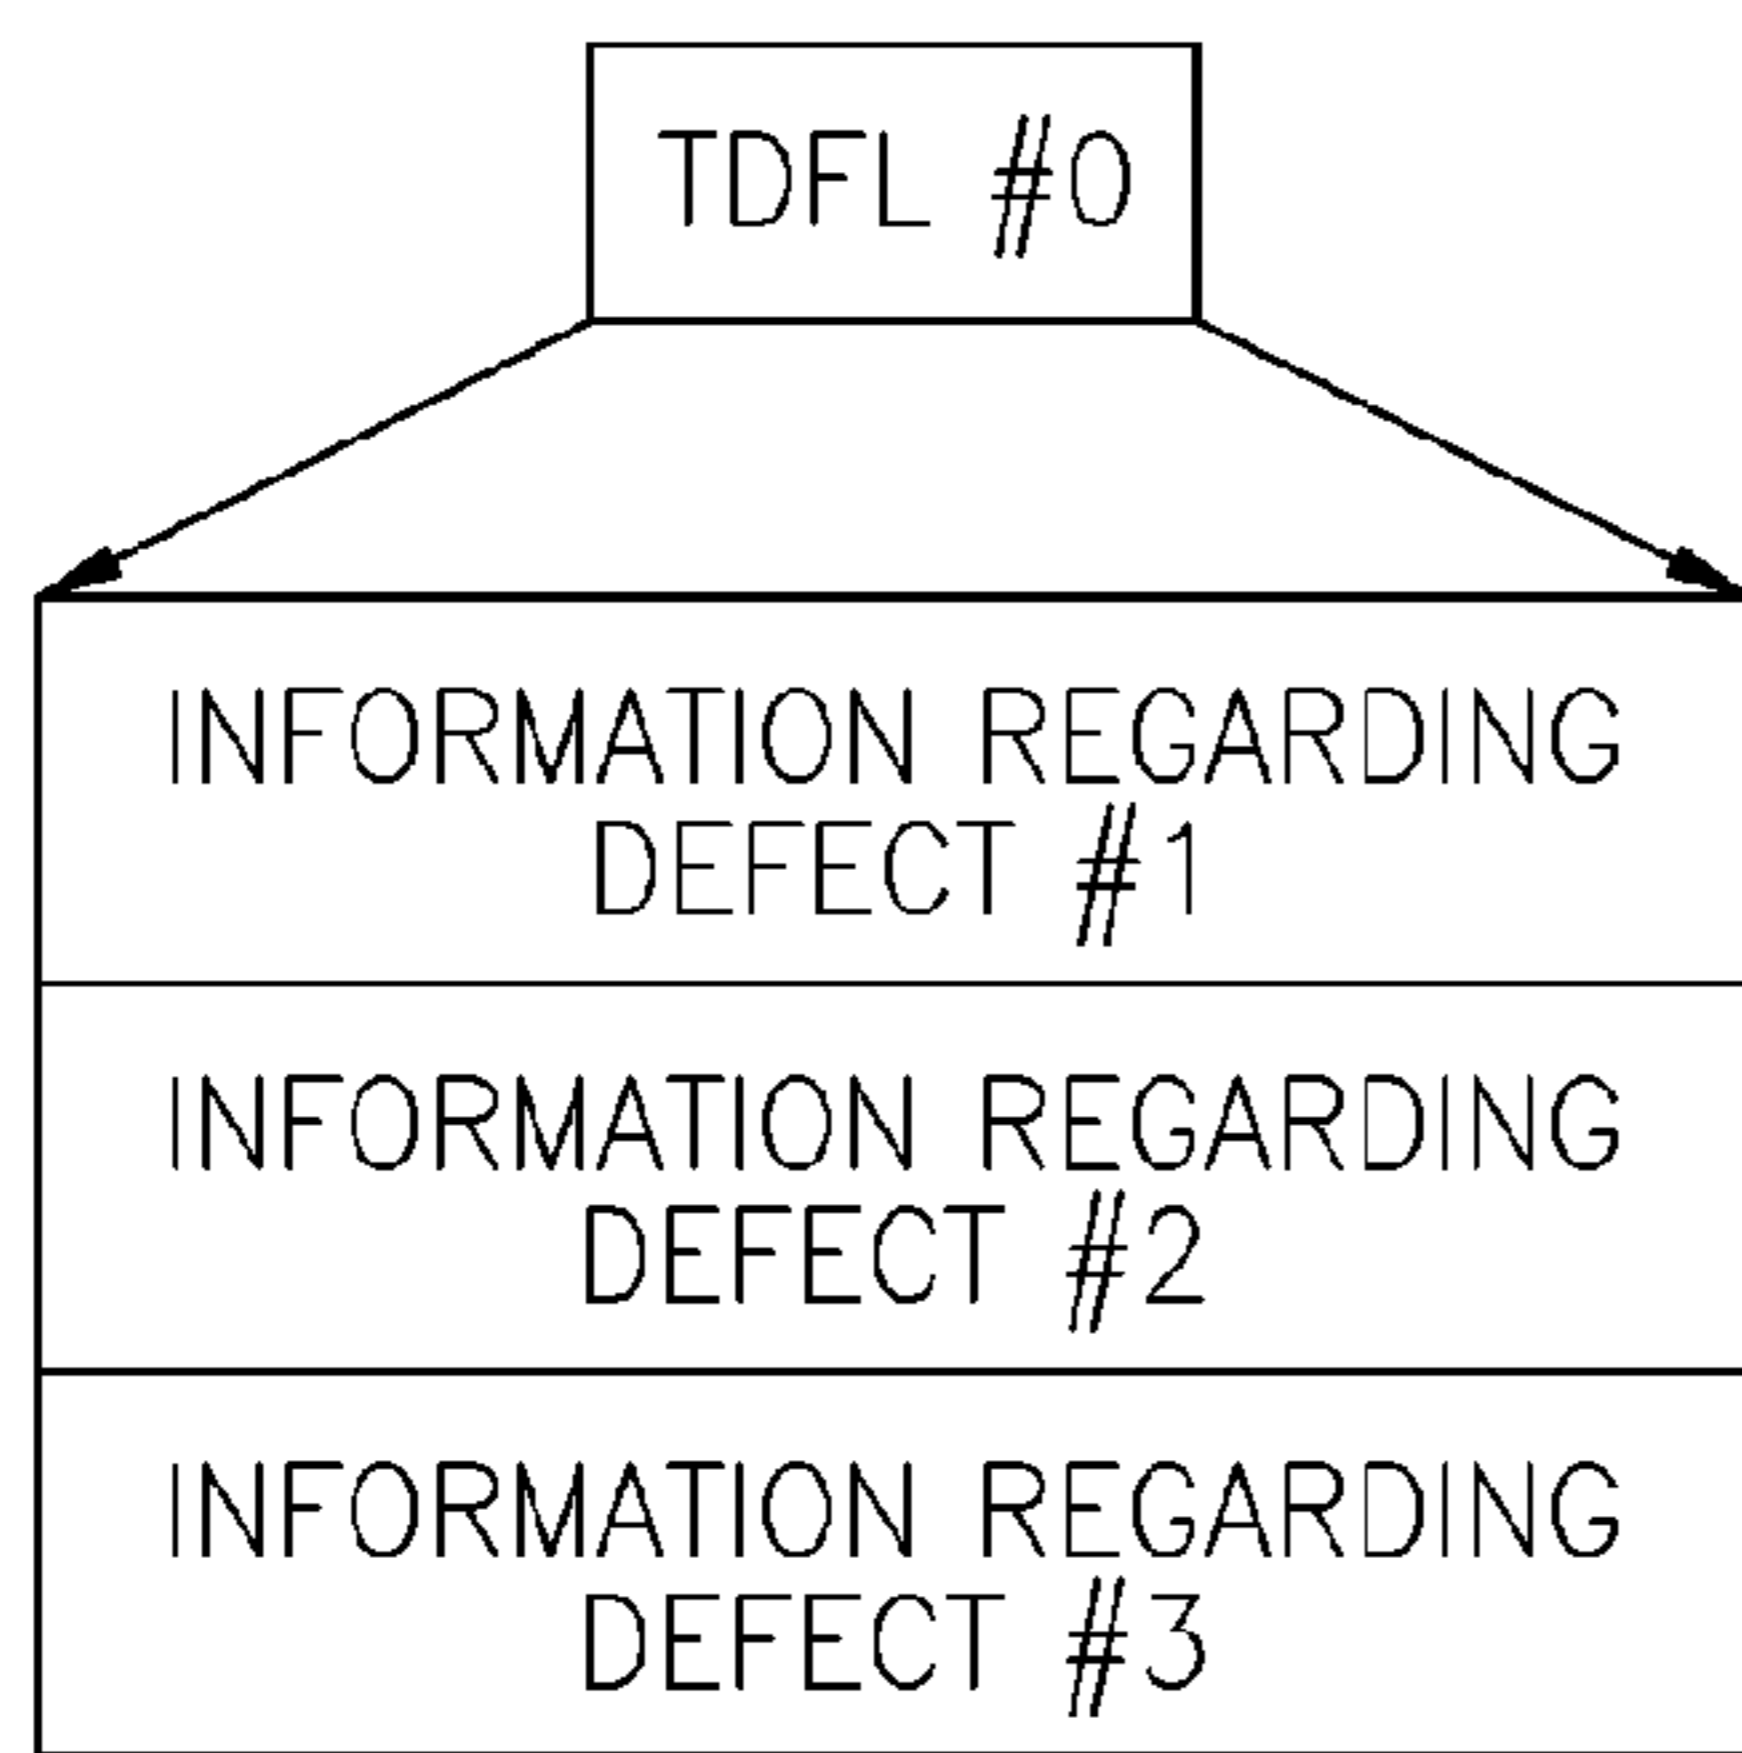 TDFL #0
INFORMATION REGARDING
DEFECT #1
INFORMATION REGARDING
DEFECT #2
INFORMATION REGARDING
DEFECT #3